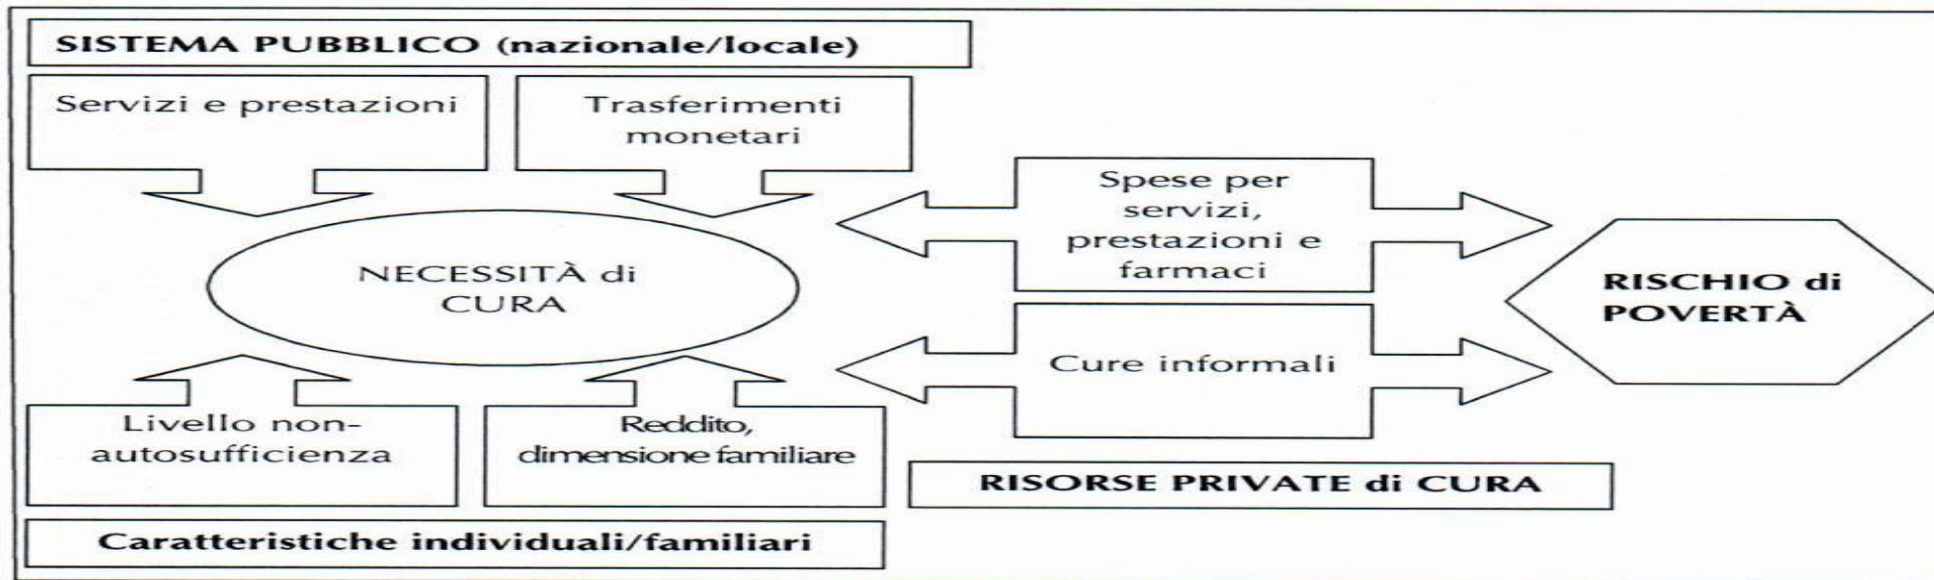 SISTEMA PUBBLICO (nazionale/locale)
Servizi e prestazioni
Trasferimenti
monetari
Spese per
servizi,
prestazioni e
farmaci
NECESSITÀ di
CURA
RISCHIO di
POVERTÀ
Cure informali
Livello non-
autosufficienza
Reddito,
dimensione familiare
RISORSE PRIVATE di CURA
Caratteristiche individuali/familiari